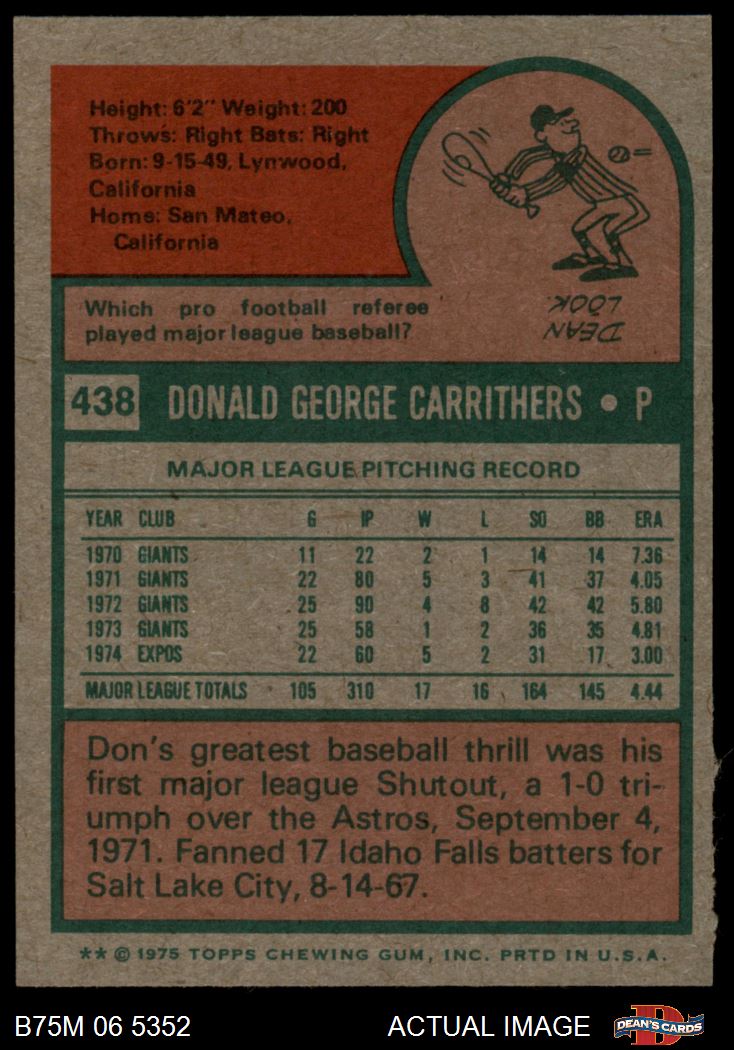 Height: 6'2" Weight: 200
Throws: Right Bats: Right
Born: 9-15-49, Lynwood,
California
Home: San Mateo,
California
Which pro football referee
played major league baseball?
DEAN
LOOK.
438 DONALD GEORGE CARRITHERS • P
MAJOR LEAGUE PITCHING RECORD
YEAR CLUB G IP W L SO BB ERA
1970 GIANTS 11 22 2 1 14 14 7.36
1971 GIANTS 22 80 5 3 41 37 4.05
1972 GIANTS 25 90 4 8 42 42 5.80
1973 GIANTS 25 58 1 2 36 35 4.81
1974 EXPOS 22 60 5 2 31 17 3.00
MAJOR LEAGUE TOTALS 105 310 17 16 164 145 4.44
Don's greatest baseball thrill was his
first major league Shutout, a 1-0 tri-
umph over the Astros, September 4,
1971. Fanned 17 Idaho Falls batters for
Salt Lake City, 8-14-67.
** © 1975 TOPPS CHEWING GUM, INC. PRTD IN U.S.A.
B75M 06 5352 ACTUAL IMAGE
D
DEAN'S CARDS